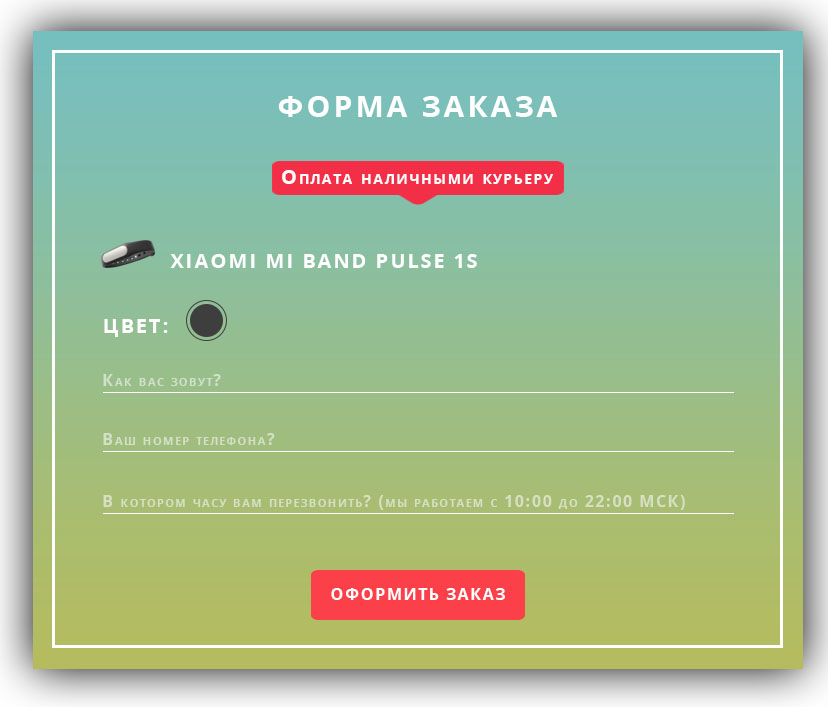 ФОРМА ЗАКАЗА
Оплата наличными курьеру
XIAOMI MI BAND PULSE 1S
ЦВЕТ:
Как вас зовут?
Ваш номер телефона?
В котором часу вам перезвонить? (мы работаем с 10:00 до 22:00 МСК)
ОФОРМИТЬ ЗАКАЗ